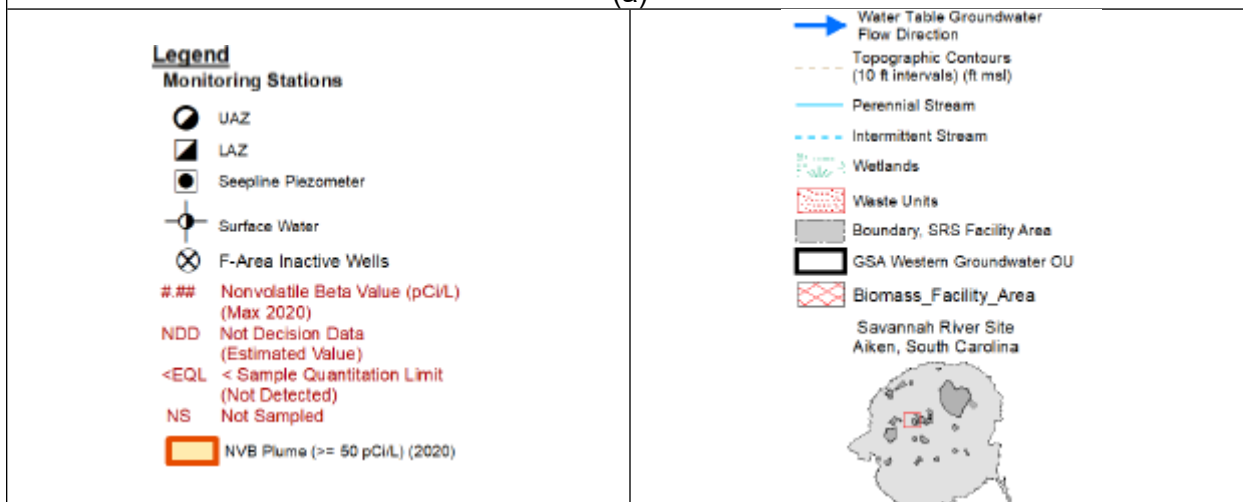 (a)
Legend
Monitoring Stations
UAZ
LAZ
Seepline Piezometer
Surface Water
F-Area Inactive Wells
#.## Nonvolatile Beta Value (pCi/L)
(Max 2020)
NDD Not Decision Data
(Estimated Value)
<EQL < Sample Quantitation Limit
(Not Detected)
NS Not Sampled
NVB Plume (>= 50 pCi/L) (2020)
Water Table Groundwater
Flow Direction
Topographic Contours
(10 ft intervals) (ft msl)
Perennial Stream
Intermittent Stream
Wetlands
Waste Units
Boundary, SRS Facility Area
GSA Western Groundwater OU
Biomass_Facility_Area
Savannah River Site
Aiken, South Carolina